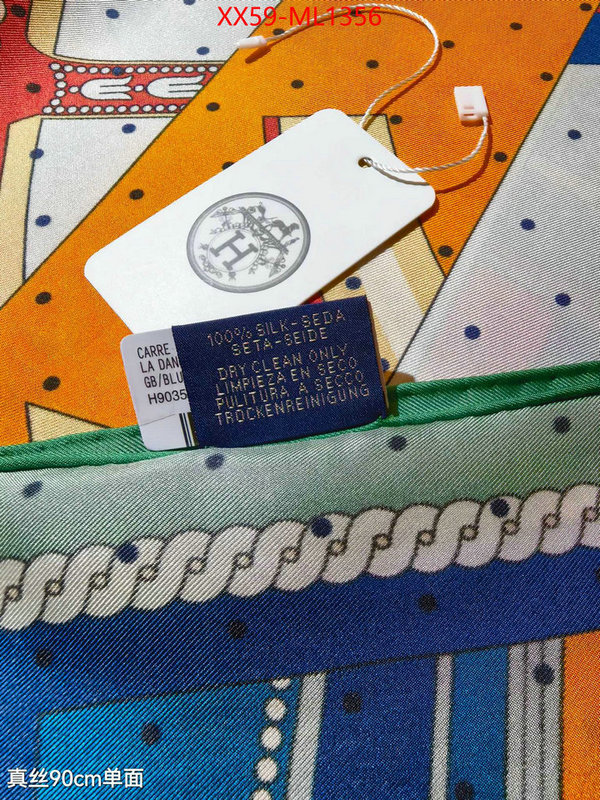 XX59-ML1356
H
CARRE
LA DAN
GB/BLU
H9035
100% SILK-SEDA
SETA-SEIDE
DRY CLEAN ONLY
LIMPIEZA EN SECO
PULITURA A SECCO
TROCKENREINIGUNG
真丝90cm单面